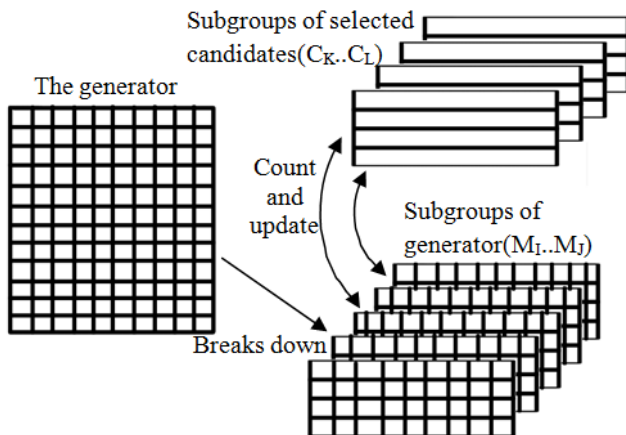 Subgroups of selected
candidates(CK..CL)
The generator
Count
and
update
Subgroups of
generator(MI..MJ)
Breaks down